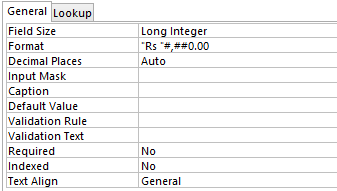 General Lookup
Field Size Long Integer
Format "Rs "#,##0.00
Decimal Places Auto
Input Mask
Caption
Default Value
Validation Rule
Validation Text
Required No
Indexed No
Text Align General